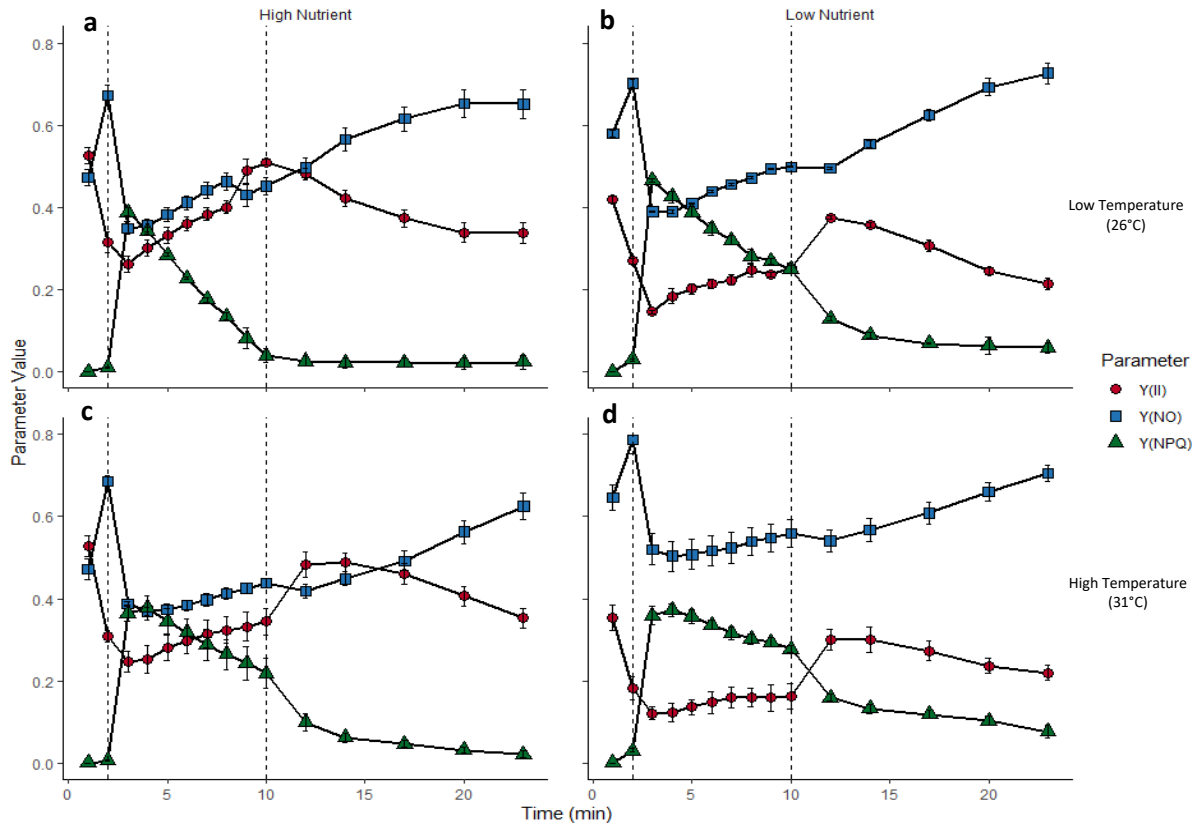 High Nutrient
Low Nutrient
a
b
0.8
0.6
0.4
0.2
0.0
Low Temperature
(26°C)
Parameter
Y(II)
Y(NO)
Y(NPQ)
Parameter Value
c
d
0.8
0.6
0.4
0.2
0.0
High Temperature
(31°C)
0 5 10 15 20
0 5 10 15 20
Time (min)